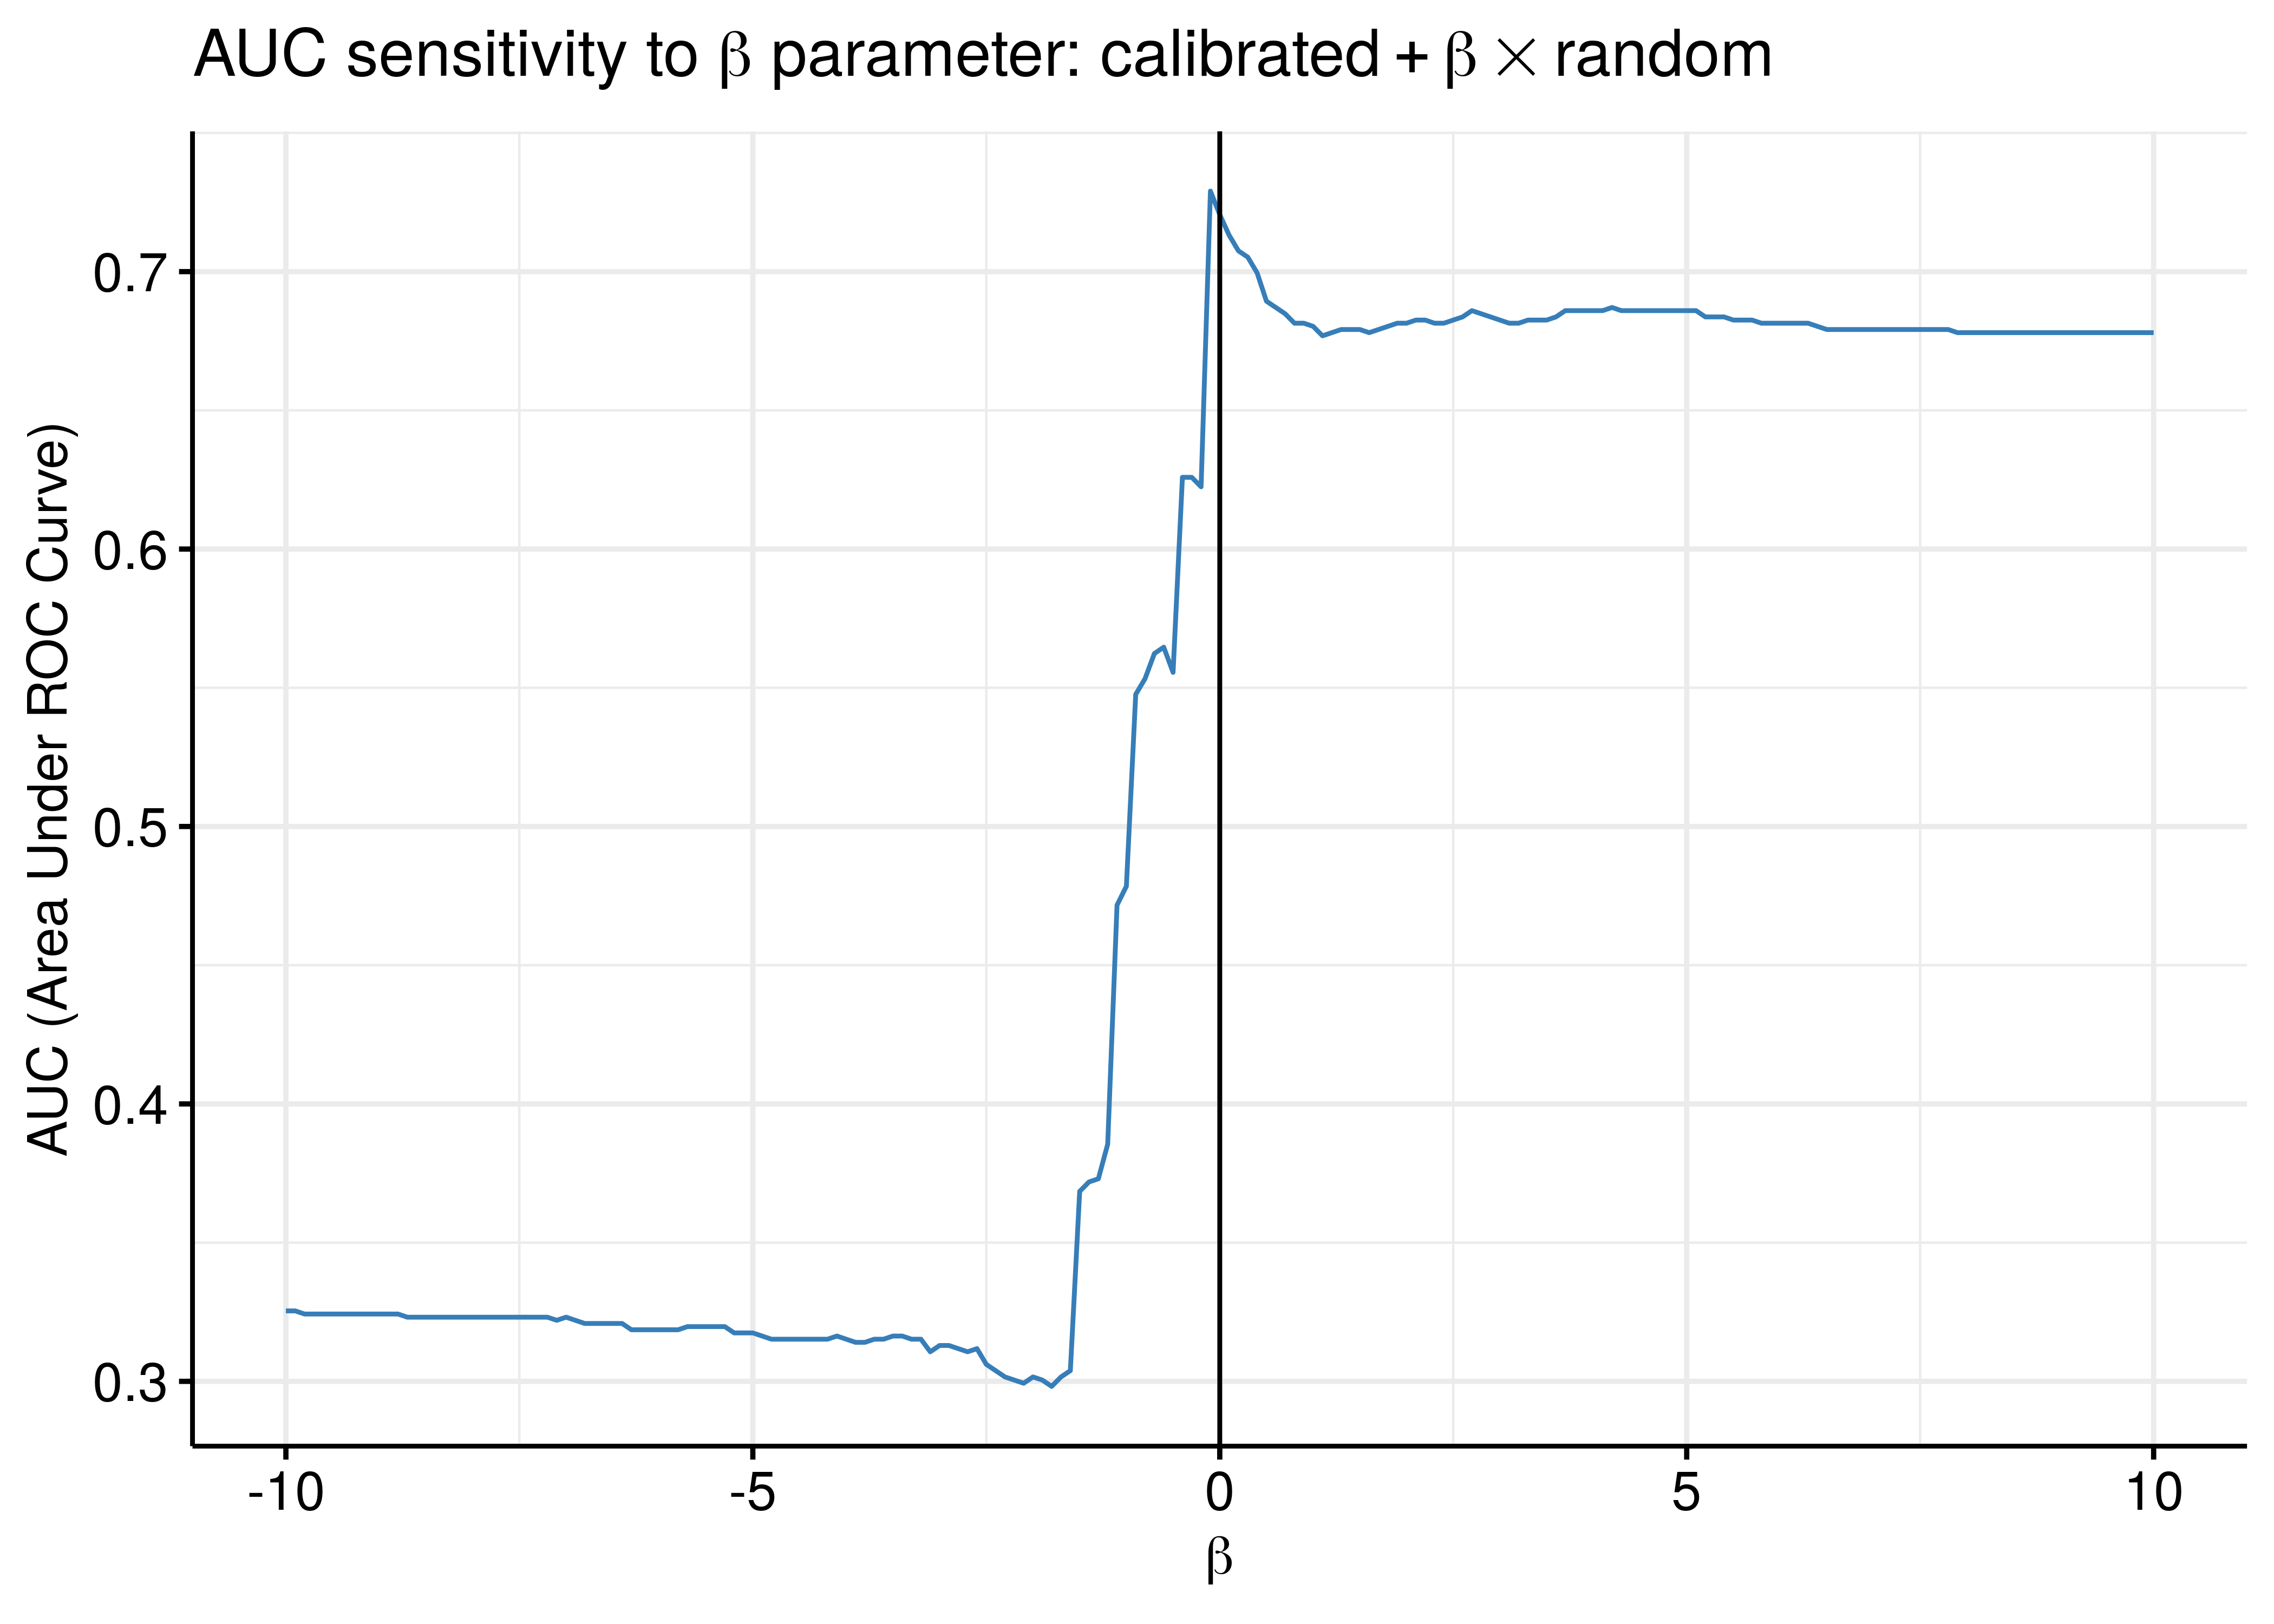 AUC sensitivity to β parameter: calibrated + β × random
AUC (Area Under ROC Curve)
0.7
0.6
0.5
0.4
0.3
-10 -5 0 5 10
β